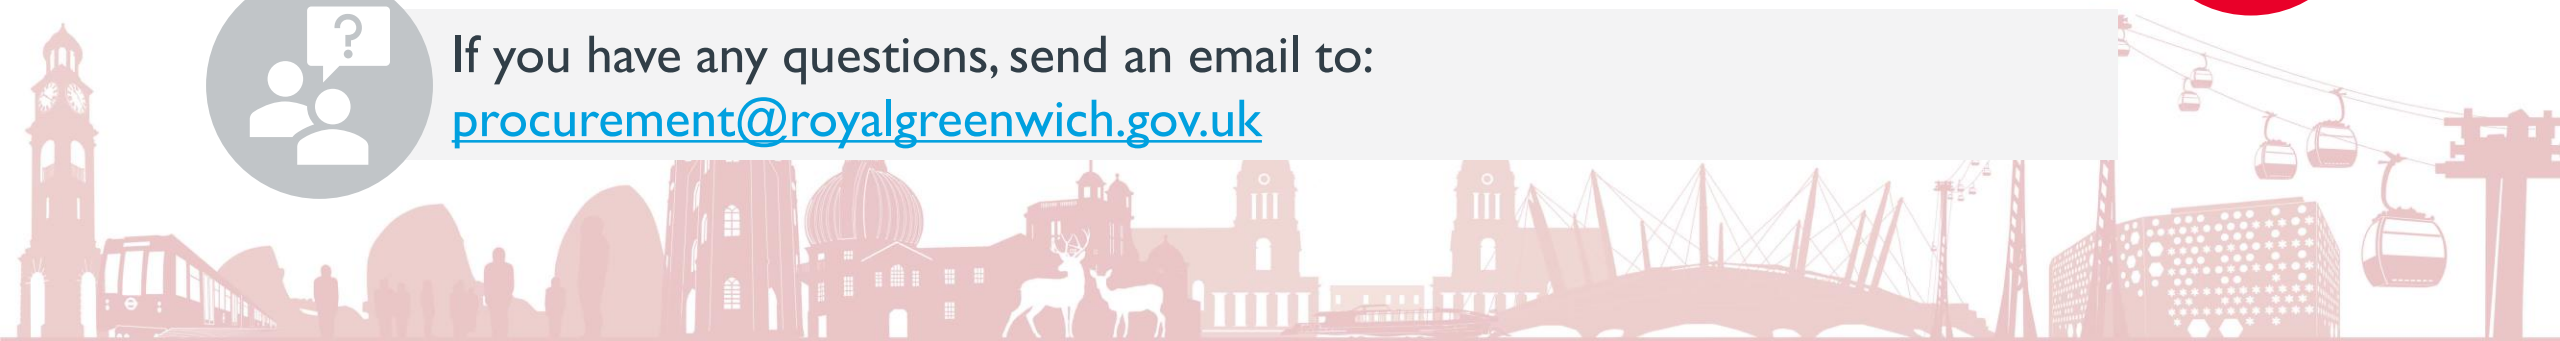 ?
If you have any questions, send an email to:
procurement@royalgreenwich.gov.uk